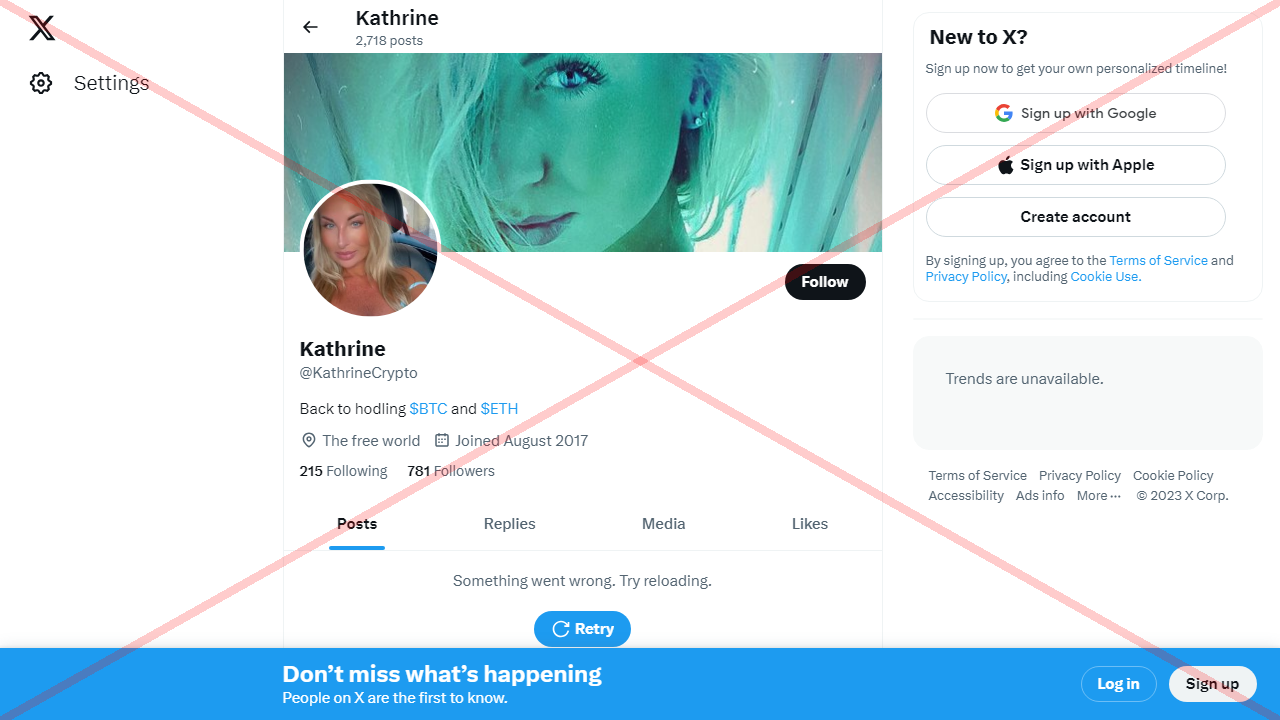 Kathrine
2,718 posts
Settings
Kathrine
@KathrineCrypto
Follow
Back to hodling $BTC and $ETH
The free world Joined August 2017
215 Following 781 Followers
Posts Replies Media Likes
Something went wrong. Try reloading.
Retry
New to X?
Sign up now to get your own personalized timeline!
Sign up with Google
Sign up with Apple
Create account
By signing up, you agree to the Terms of Service and
Privacy Policy, including Cookie Use.
Trends are unavailable.
Terms of Service Privacy Policy Cookie Policy
Accessibility Ads info More ··· © 2023 X Corp.
Don’t miss what’s happening
People on X are the first to know.
Log in Sign up